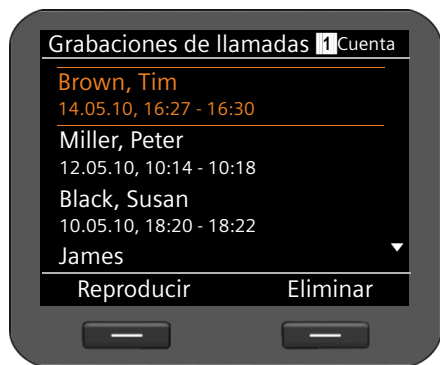 Grabaciones de llamadas 1 Cuenta
Brown, Tim
14.05.10, 16:27 - 16:30
Miller, Peter
12.05.10, 10:14 - 10:18
Black, Susan
10.05.10, 18:20 - 18:22
James
Reproducir Eliminar